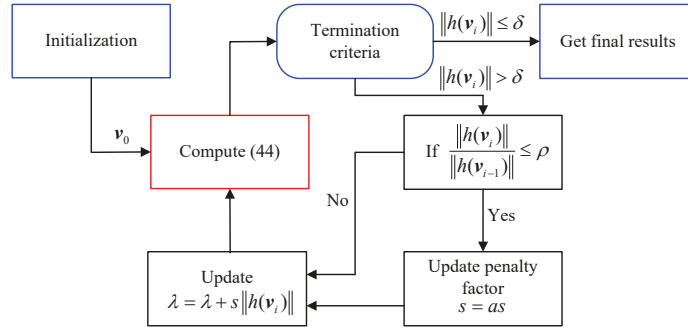 Initialization
Termination
criteria
‖h(v_i)‖ ≤ δ
Get final results
‖h(v_i)‖ > δ
v_0
Compute (44)
If ‖h(v_i)‖ / ‖h(v_{i−1})‖ ≤ ρ
No
Yes
Update
λ = λ + s‖h(v_i)‖
Update penalty
factor
s = as